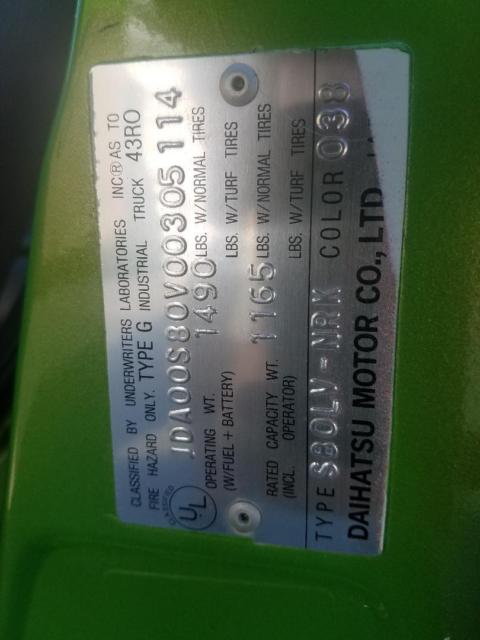 CLASSIFIED BY UNDERWRITERS LABORATORIES INC® AS TO
FIRE HAZARD ONLY. TYPE G INDUSTRIAL TRUCK 43RO
JDA00S80V00305114
CLASSIFIED
UL
OPERATING WT. 1490 LBS. W/NORMAL TIRES
(W/FUEL + BATTERY) LBS. W/TURF TIRES
RATED CAPACITY WT. 1165 LBS. W/NORMAL TIRES
(INCL. OPERATOR) LBS. W/TURF TIRES
TYPE S80LV-NRK COLOR 038
DAIHATSU MOTOR CO., LTD.